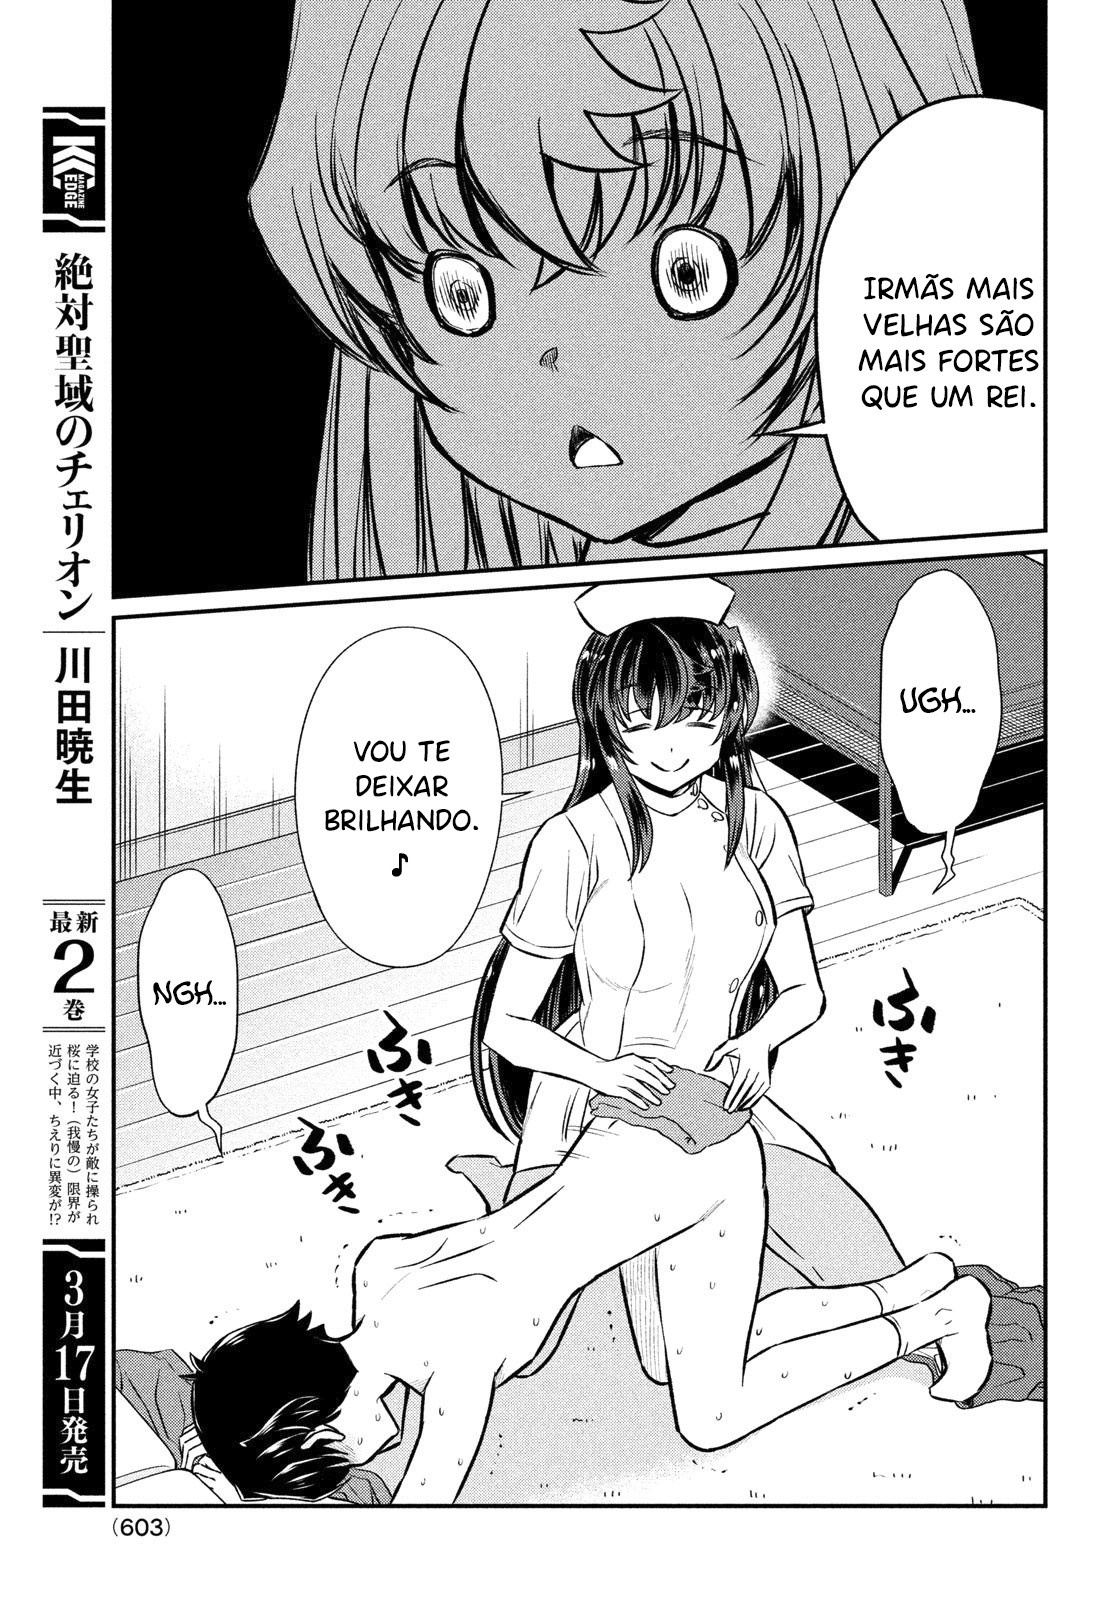 IRMÃS MAIS
VELHAS SÃO
MAIS FORTES
QUE UM REI.
UGH...
VOU TE
DEIXAR
BRILHANDO.
♪
NGH...
ふき
ふき
ふき
KC
MAGAZINE
EDGE
絶対聖域のチェリオン
川田暁生
最新
2
巻
学校の女子たちが敵に操られ
桜に迫る！（我慢の）限界が
近づく中、ちえりに異変が!?
3月17日発売
(603)